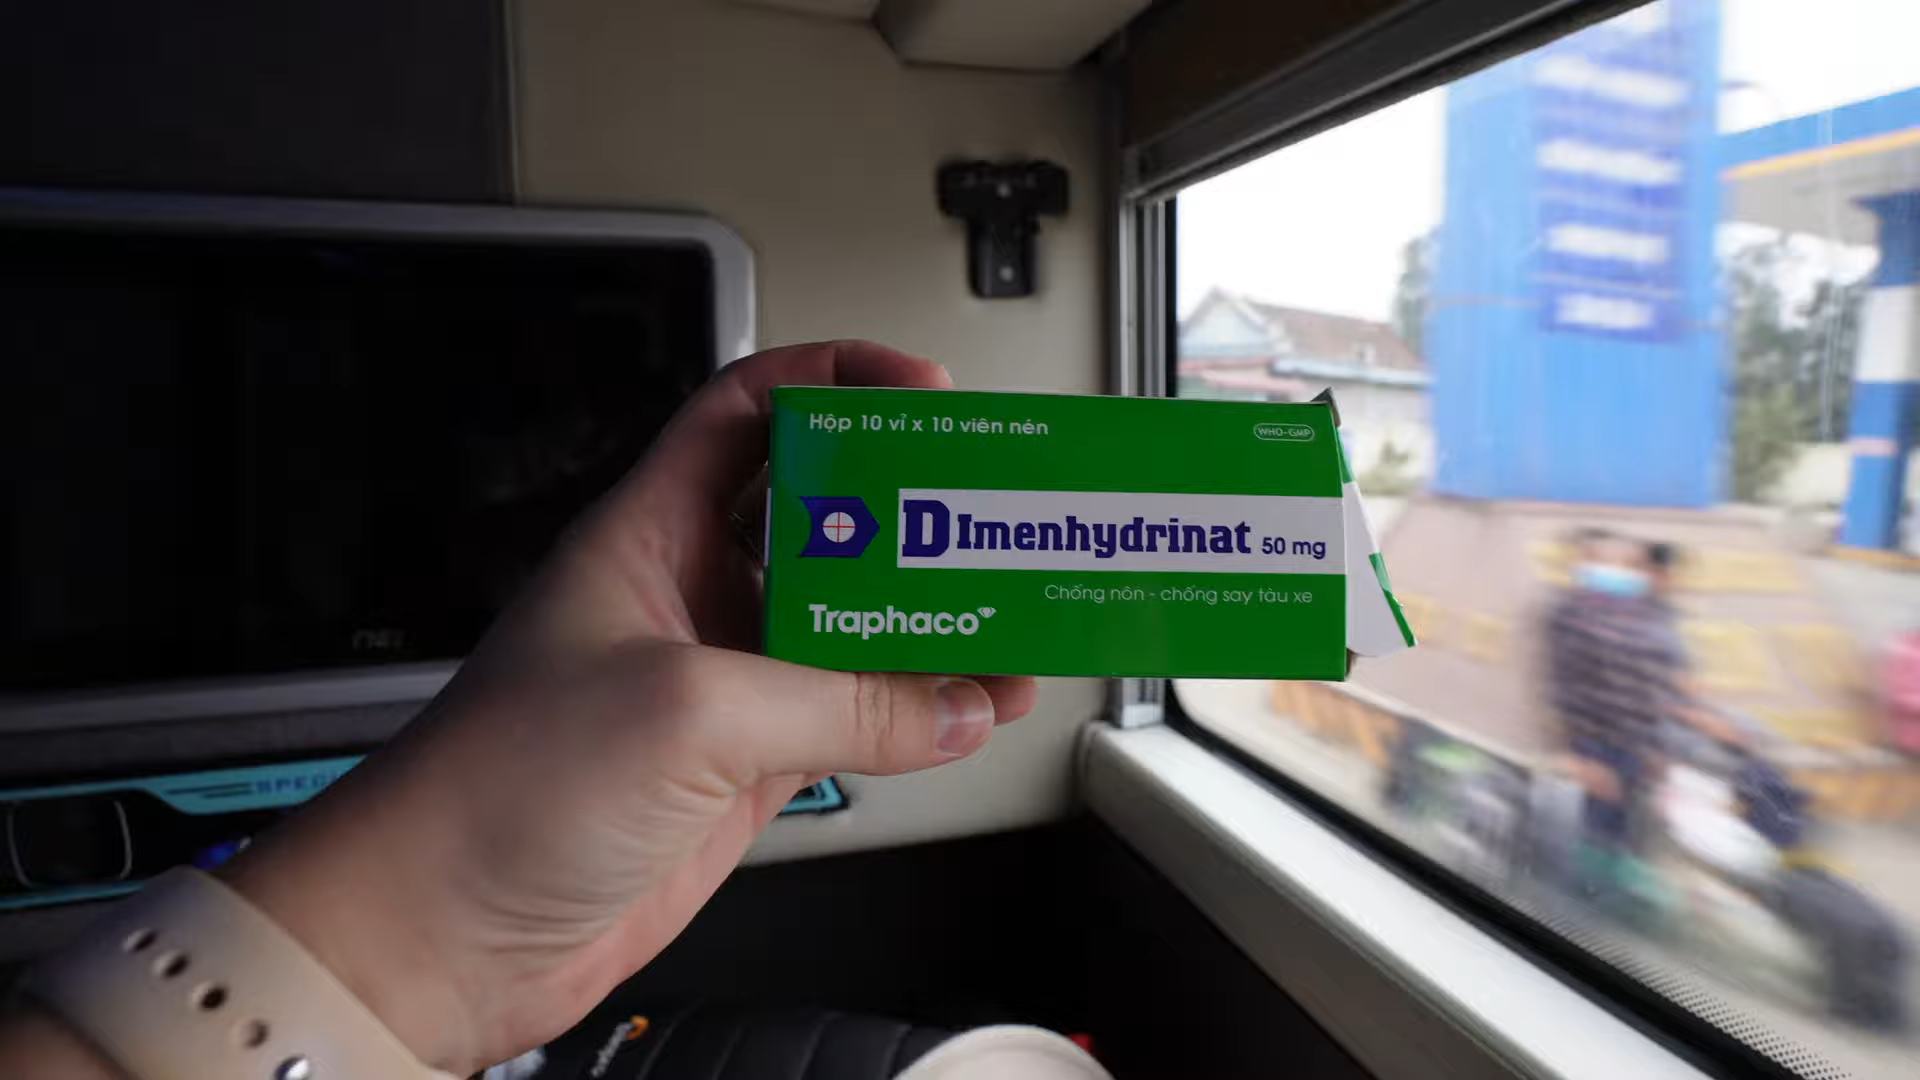 Hộp 10 vỉ x 10 viên nén
WHO-GMP
DImenhydrinat 50 mg
Chống nôn - chống say tàu xe
Traphaco